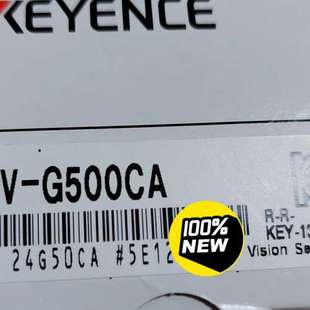 KEYENCE
V-G500CA
R-R-
KEY-13
24G50CA #5E12
Vision Se
100%
NEW